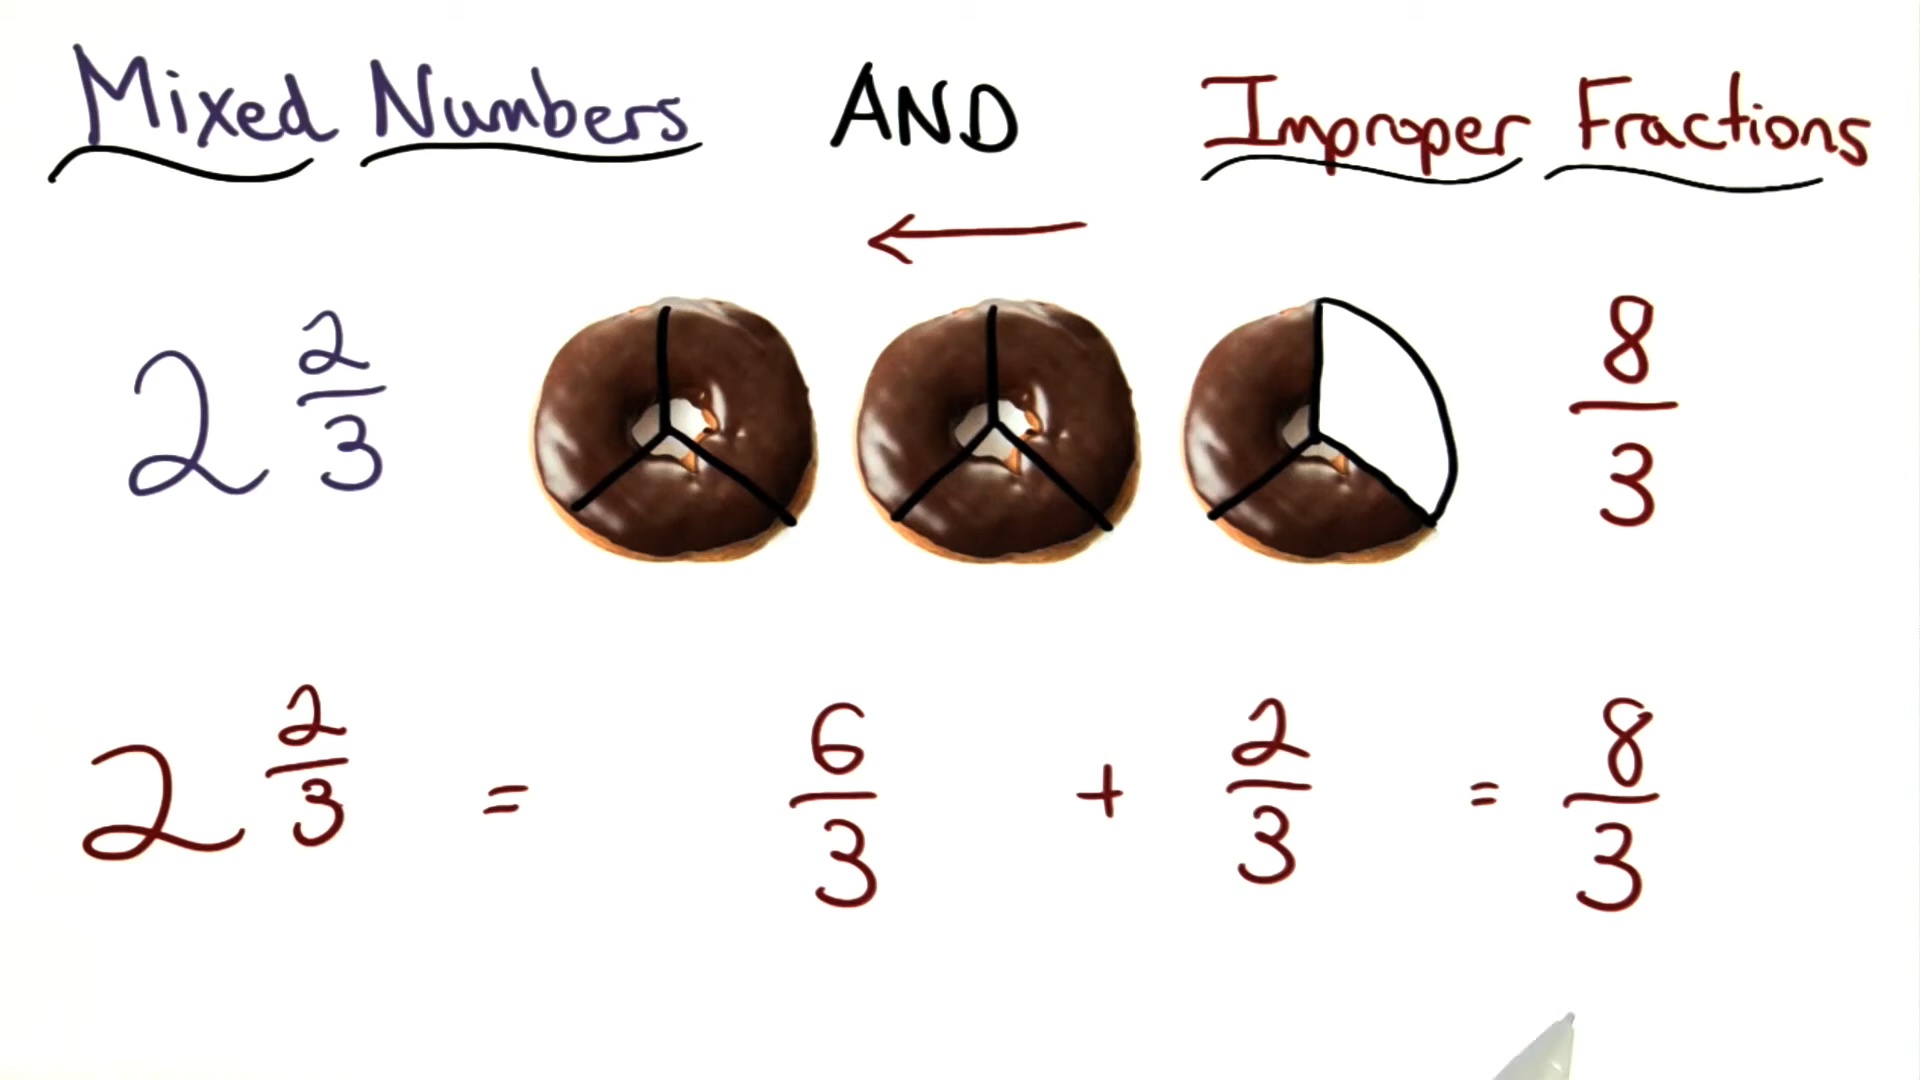 Mixed Numbers AND Improper Fractions
2 2/3 8/3
2 2/3 = 6/3 + 2/3 = 8/3